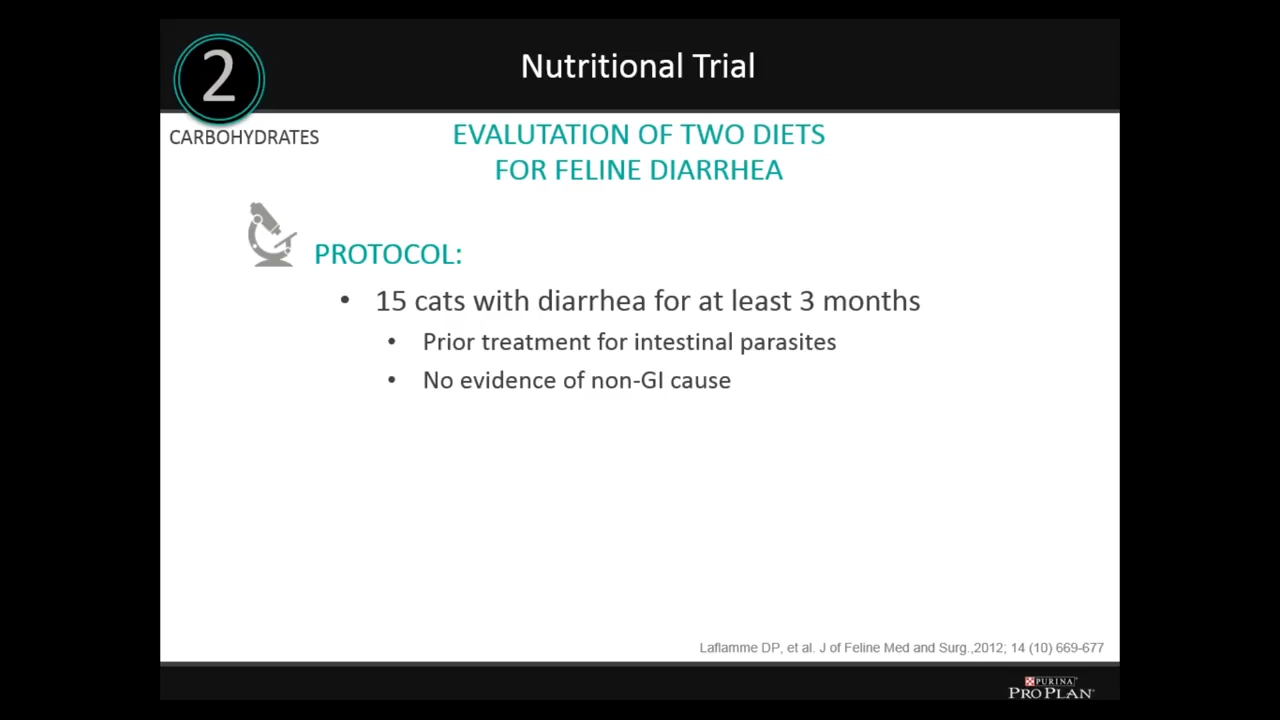 2
Nutritional Trial
CARBOHYDRATES
EVALUTATION OF TWO DIETS
FOR FELINE DIARRHEA
PROTOCOL:
• 15 cats with diarrhea for at least 3 months
• Prior treatment for intestinal parasites
• No evidence of non-GI cause
Laflamme DP, et al. J of Feline Med and Surg.,2012; 14 (10) 669-677
PURINA
PRO PLAN